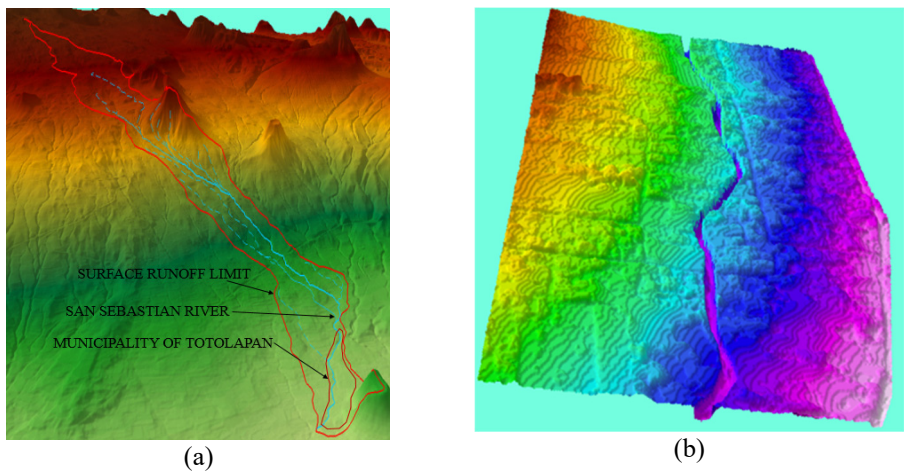 SURFACE RUNOFF LIMIT
SAN SEBASTIAN RIVER
MUNICIPALITY OF TOTOLAPAN
(a)
(b)